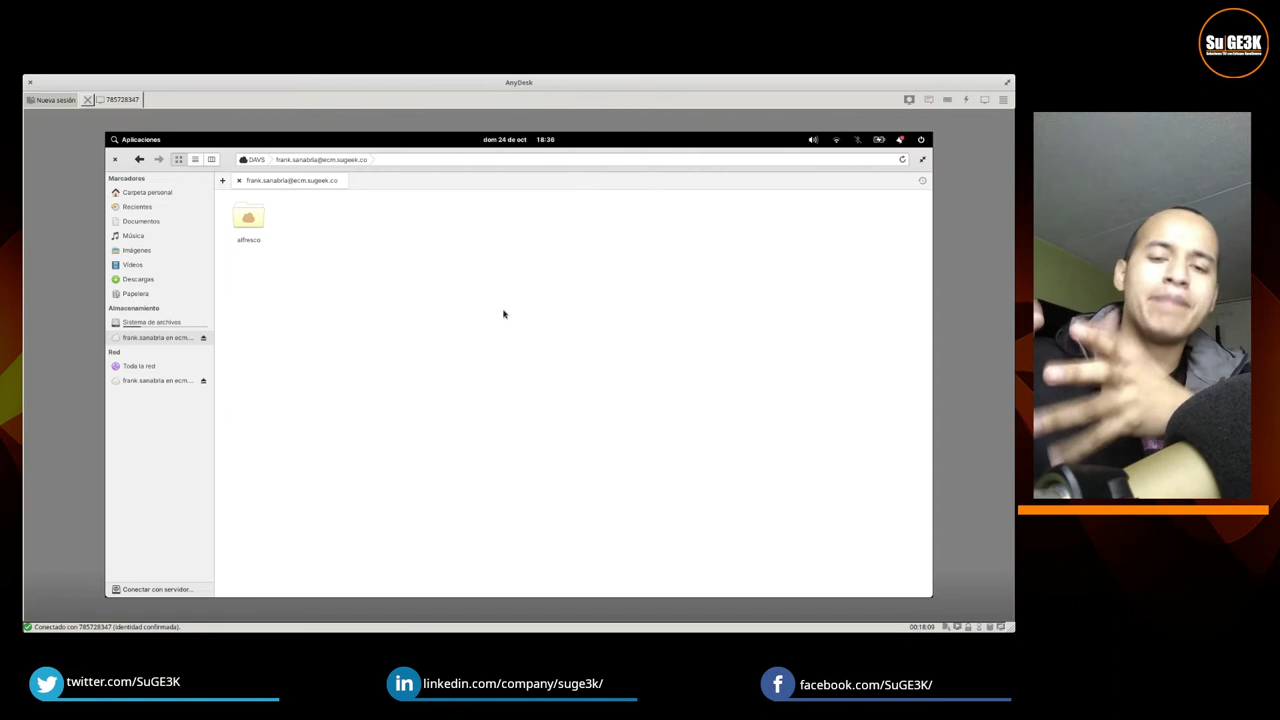 Su GE3K
AnyDesk
Nueva sesión
785728347
Aplicaciones
dom 24 de oct 18:36
DAVS
frank.sanabria@ecm.sugeek.co
frank.sanabria@ecm.sugeek.co
Marcadores
Carpeta personal
Recientes
Documentos
Música
Imágenes
Vídeos
Descargas
Papelera
Almacenamiento
Sistema de archivos
frank.sanabria en ecm....
Red
Toda la red
frank.sanabria en ecm....
alfresco
Conectar con servidor...
Conectado con 785728347 (Identidad confirmada).
00:18:09
twitter.com/SuGE3K
linkedin.com/company/suge3k/
facebook.com/SuGE3K/